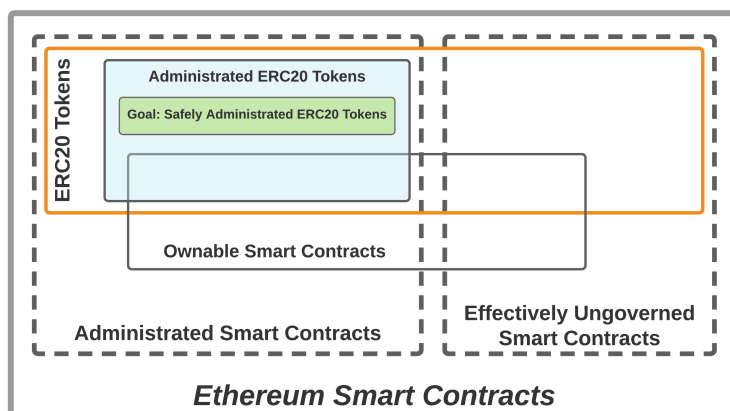 ERC20 Tokens
Administrated ERC20 Tokens
Goal: Safely Administrated ERC20 Tokens
Ownable Smart Contracts
Administrated Smart Contracts
Effectively Ungoverned
Smart Contracts
Ethereum Smart Contracts